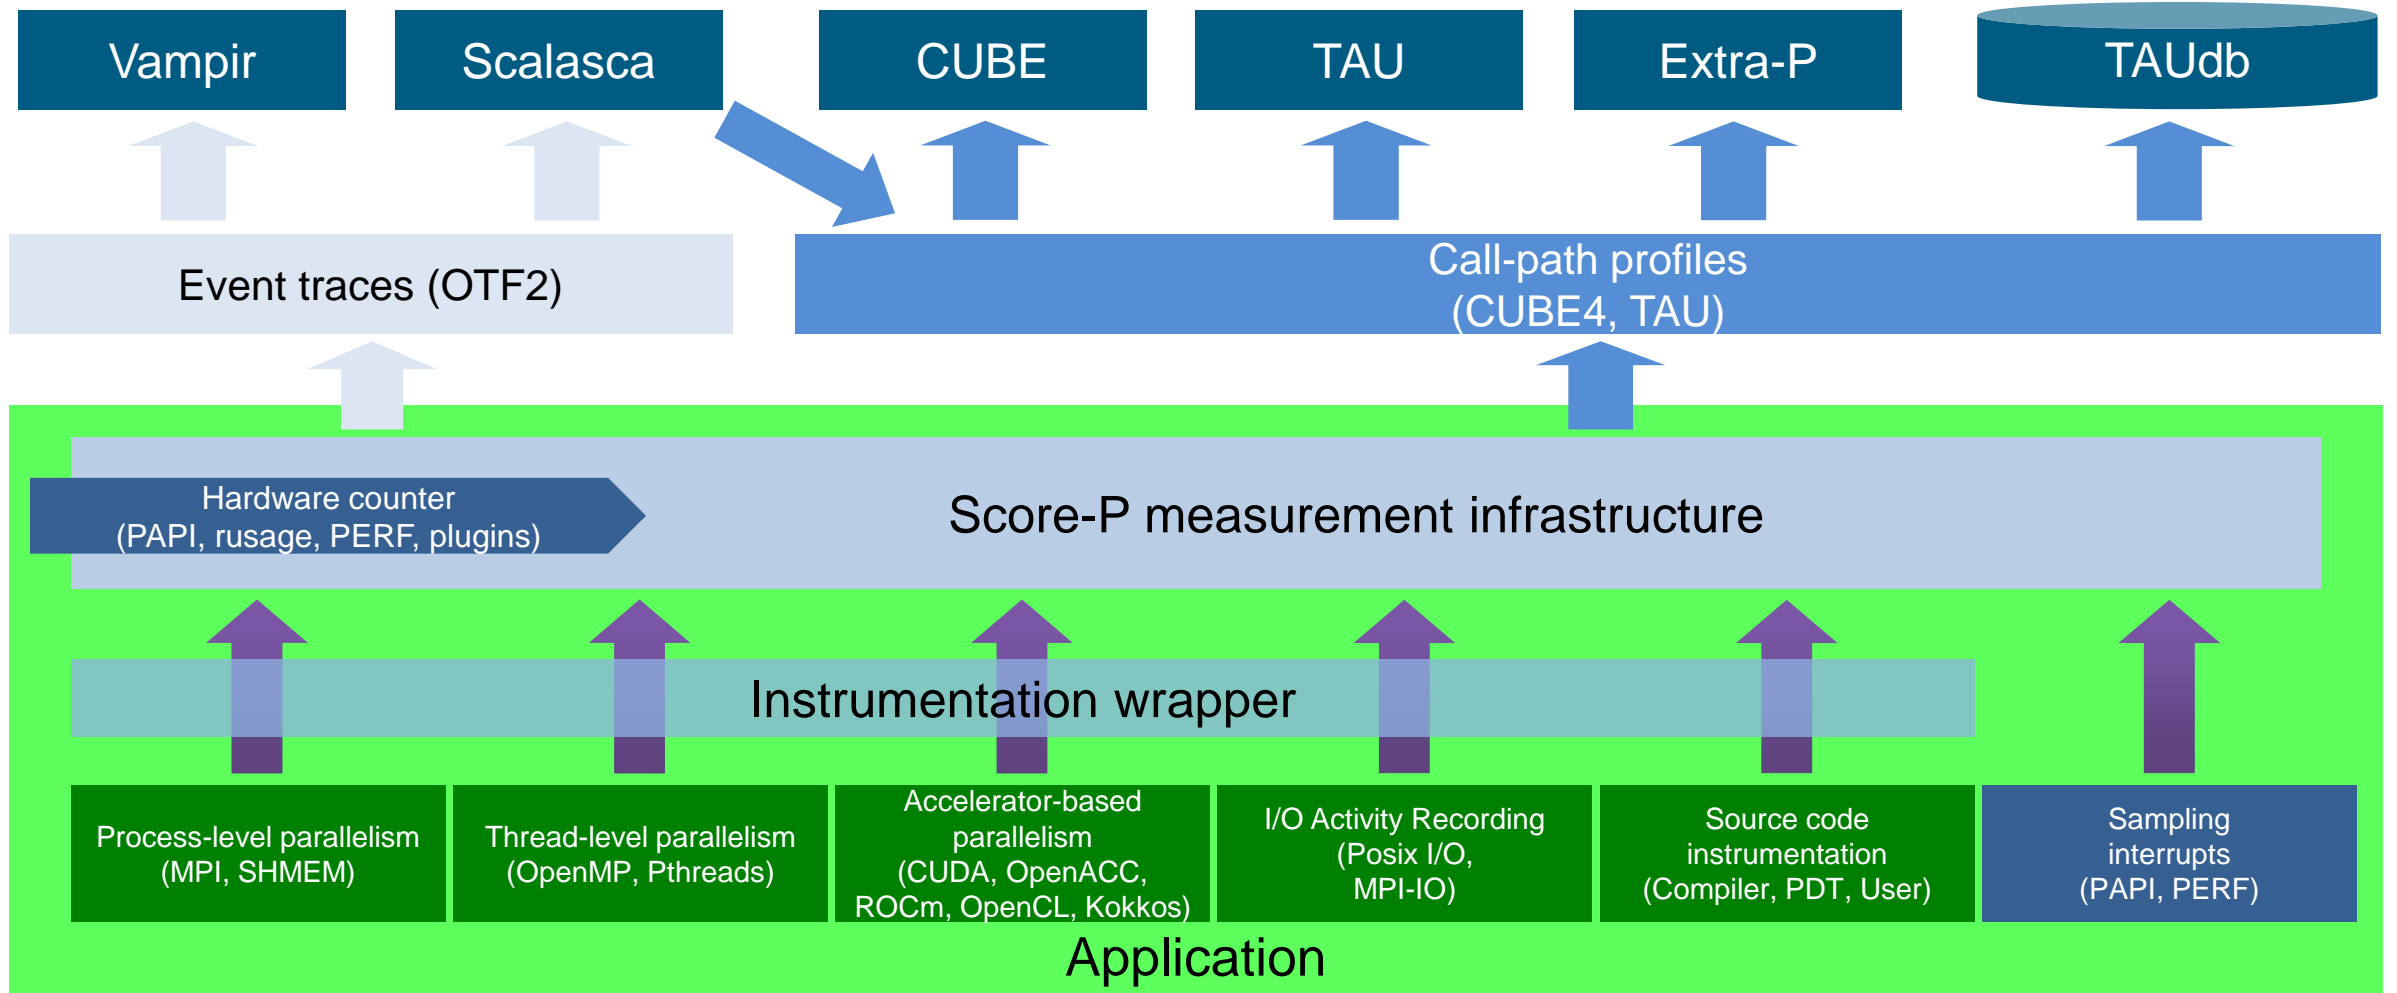 Vampir
Scalasca
CUBE
TAU
Extra-P
TAUdb
Event traces (OTF2)
Call-path profiles
(CUBE4, TAU)
Hardware counter
(PAPI, rusage, PERF, plugins)
Score-P measurement infrastructure
Instrumentation wrapper
Process-level parallelism
(MPI, SHMEM)
Thread-level parallelism
(OpenMP, Pthreads)
Accelerator-based
parallelism
(CUDA, OpenACC,
ROCm, OpenCL, Kokkos)
I/O Activity Recording
(Posix I/O,
MPI-IO)
Source code
instrumentation
(Compiler, PDT, User)
Sampling
interrupts
(PAPI, PERF)
Application